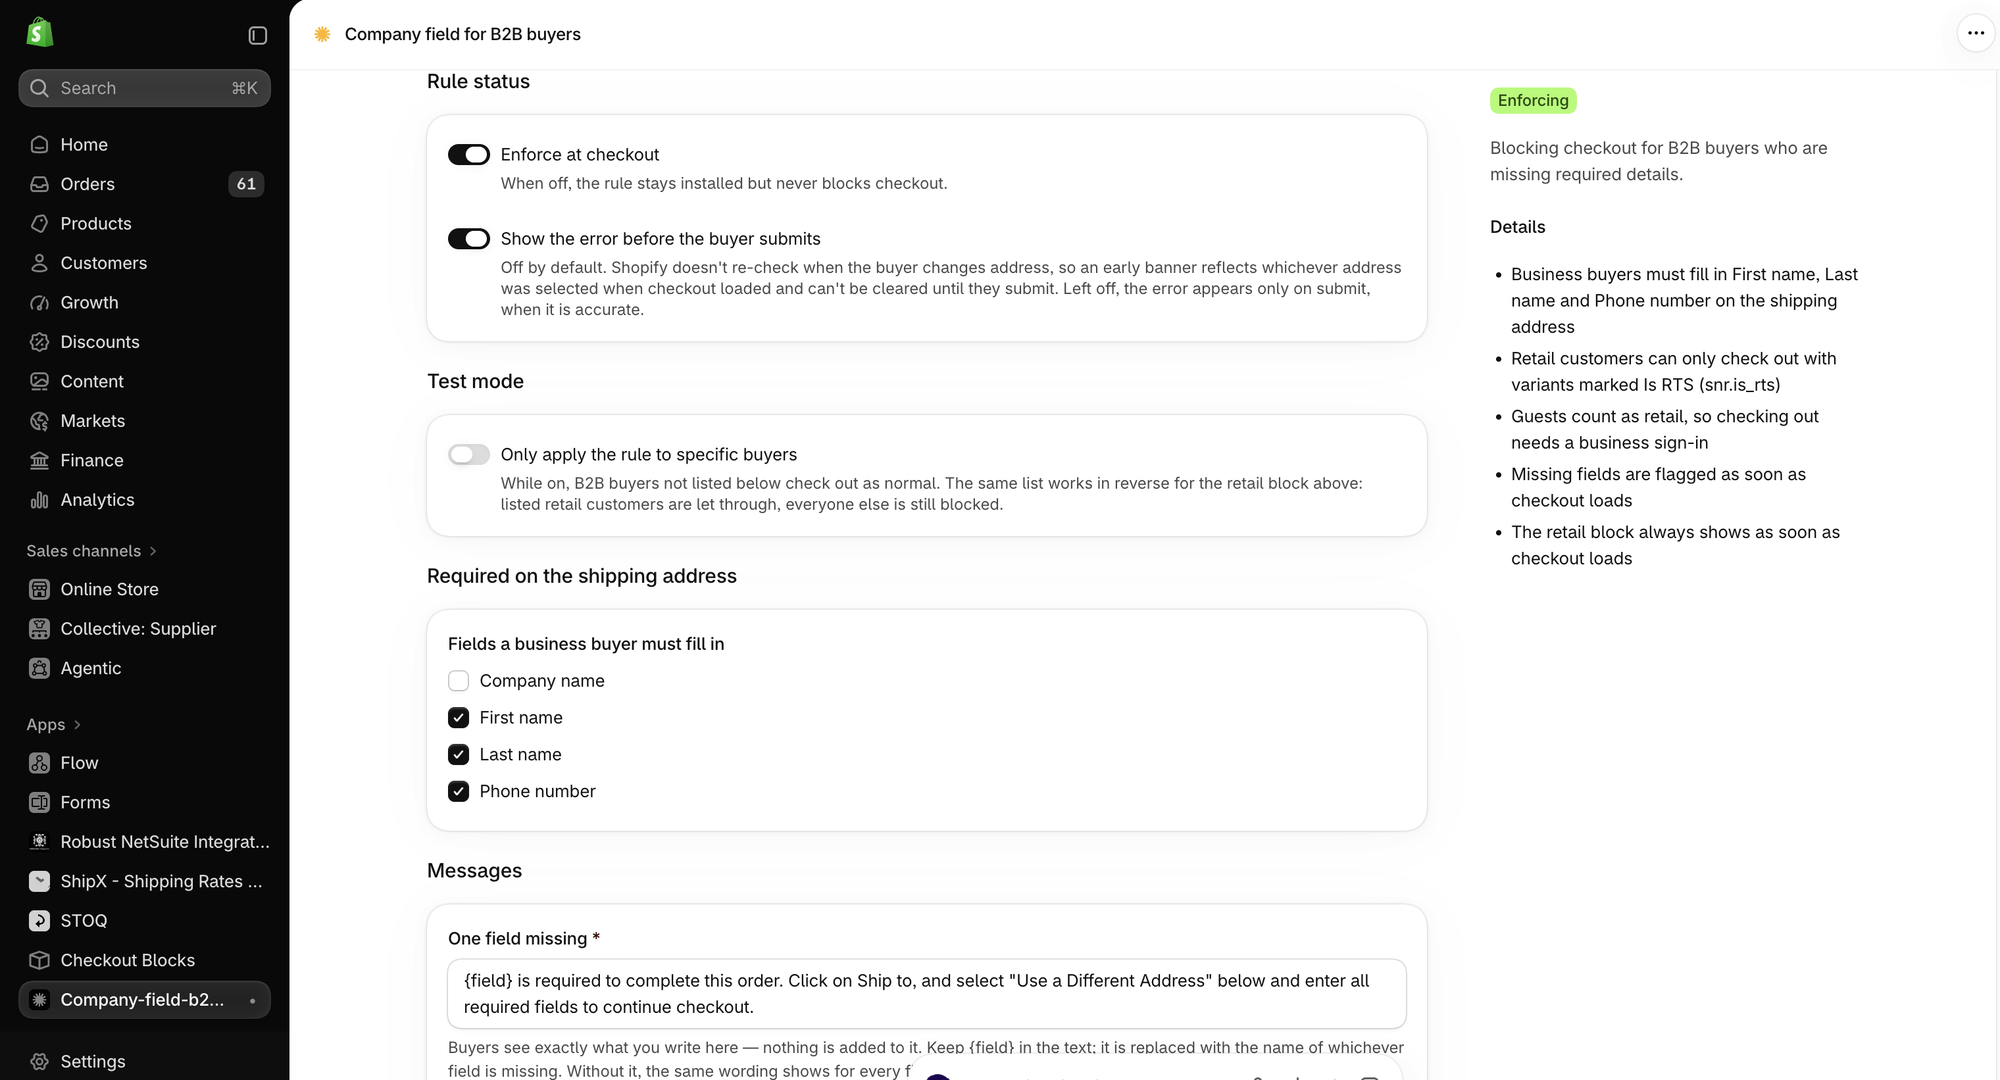 Search ⌘K
Home
Orders 61
Products
Customers
Growth
Discounts
Content
Markets
Finance
Analytics
Sales channels
Online Store
Collective: Supplier
Agentic
Apps
Flow
Forms
Robust NetSuite Integrat...
ShipX - Shipping Rates ...
STOQ
Checkout Blocks
Company-field-b2...
Settings
Company field for B2B buyers
Rule status
Enforce at checkout
When off, the rule stays installed but never blocks checkout.
Show the error before the buyer submits
Off by default. Shopify doesn't re-check when the buyer changes address, so an early banner reflects whichever address
was selected when checkout loaded and can't be cleared until they submit. Left off, the error appears only on submit,
when it is accurate.
Test mode
Only apply the rule to specific buyers
While on, B2B buyers not listed below check out as normal. The same list works in reverse for the retail block above:
listed retail customers are let through, everyone else is still blocked.
Required on the shipping address
Fields a business buyer must fill in
Company name
First name
Last name
Phone number
Messages
One field missing *
{field} is required to complete this order. Click on Ship to, and select "Use a Different Address" below and enter all
required fields to continue checkout.
Buyers see exactly what you write here — nothing is added to it. Keep {field} in the text; it is replaced with the name of whichever
field is missing. Without it, the same wording shows for every
Enforcing
Blocking checkout for B2B buyers who are
missing required details.
Details
• Business buyers must fill in First name, Last
name and Phone number on the shipping
address
• Retail customers can only check out with
variants marked Is RTS (snr.is_rts)
• Guests count as retail, so checking out
needs a business sign-in
• Missing fields are flagged as soon as
checkout loads
• The retail block always shows as soon as
checkout loads